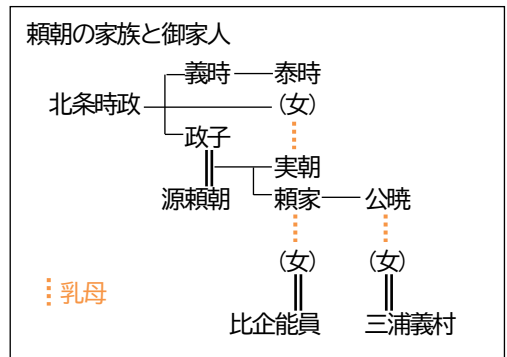 頼朝の家族と御家人
義時 泰時
北条時政 (女)
政子
実朝
源頼朝 頼家 公暁
(女) (女)
乳母
比企能員 三浦義村